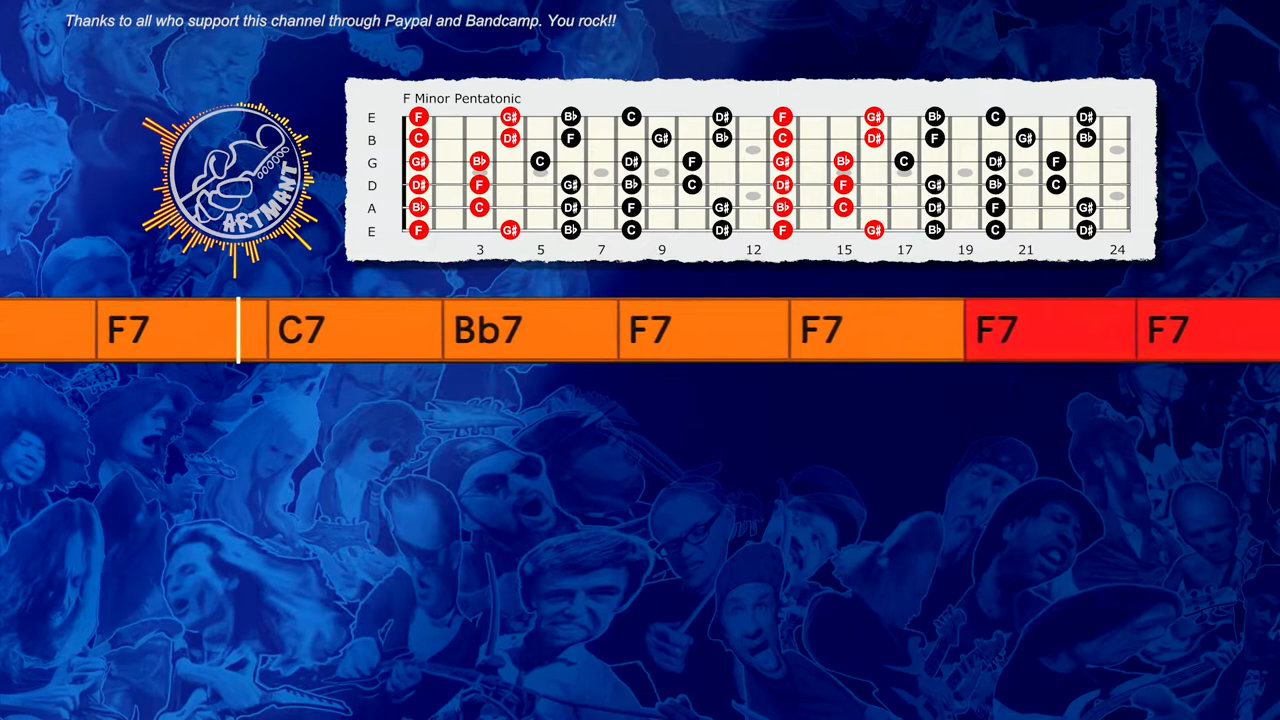 Thanks to all who support this channel through Paypal and Bandcamp. You rock!!
ARTMANT
F Minor Pentatonic
E F G# B♭ C D# F G# B♭ C D#
B C D# F G# B♭ C D# F G# B♭
G G# B♭ C D# F G# B♭ C D# F
D D# F G# B♭ C D# F G# B♭ C
A B♭ C D# F G# B♭ C D# F G#
E F G# B♭ C D# F G# B♭ C D#
3 5 7 9 12 15 17 19 21 24
F7 C7 Bb7 F7 F7 F7 F7